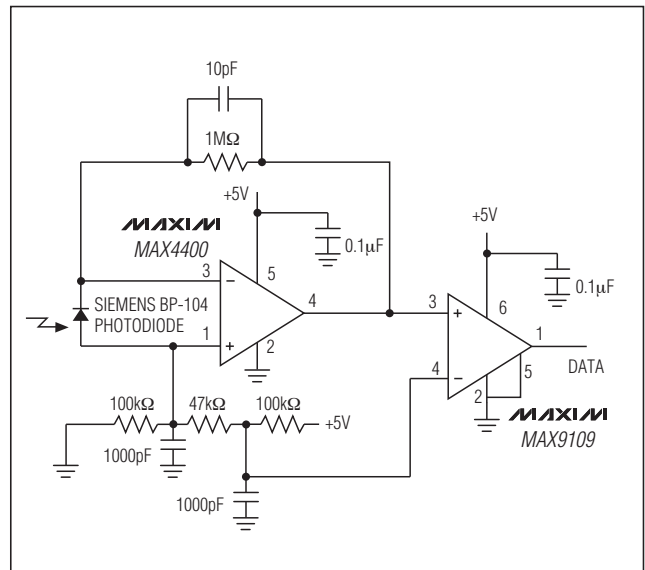 10pF
1MΩ
+5V
MAXIM
MAX4400
0.1µF
+5V
0.1µF
3
−
5
4
SIEMENS BP-104
PHOTODIODE
1
+
2
3
+
6
1
DATA
4
−
5
2
MAXIM
MAX9109
100kΩ
47kΩ
100kΩ
+5V
1000pF
1000pF